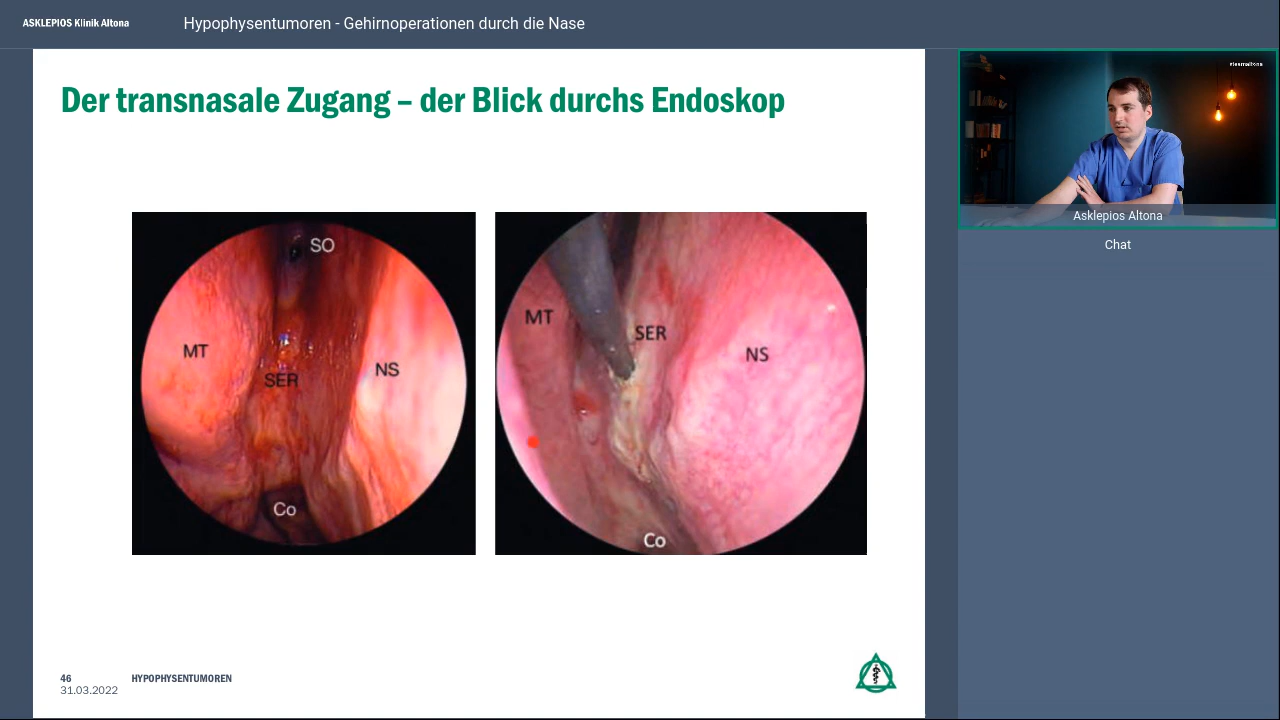 ASKLEPIOS Klinik Altona
Hypophysentumoren - Gehirnoperationen durch die Nase
Der transnasale Zugang – der Blick durchs Endoskop
SO
MT
NS
SER
Co
MT
SER
NS
Co
46 HYPOPHYSENTUMOREN
31.03.2022
#teamaltona
Asklepios Altona
Chat